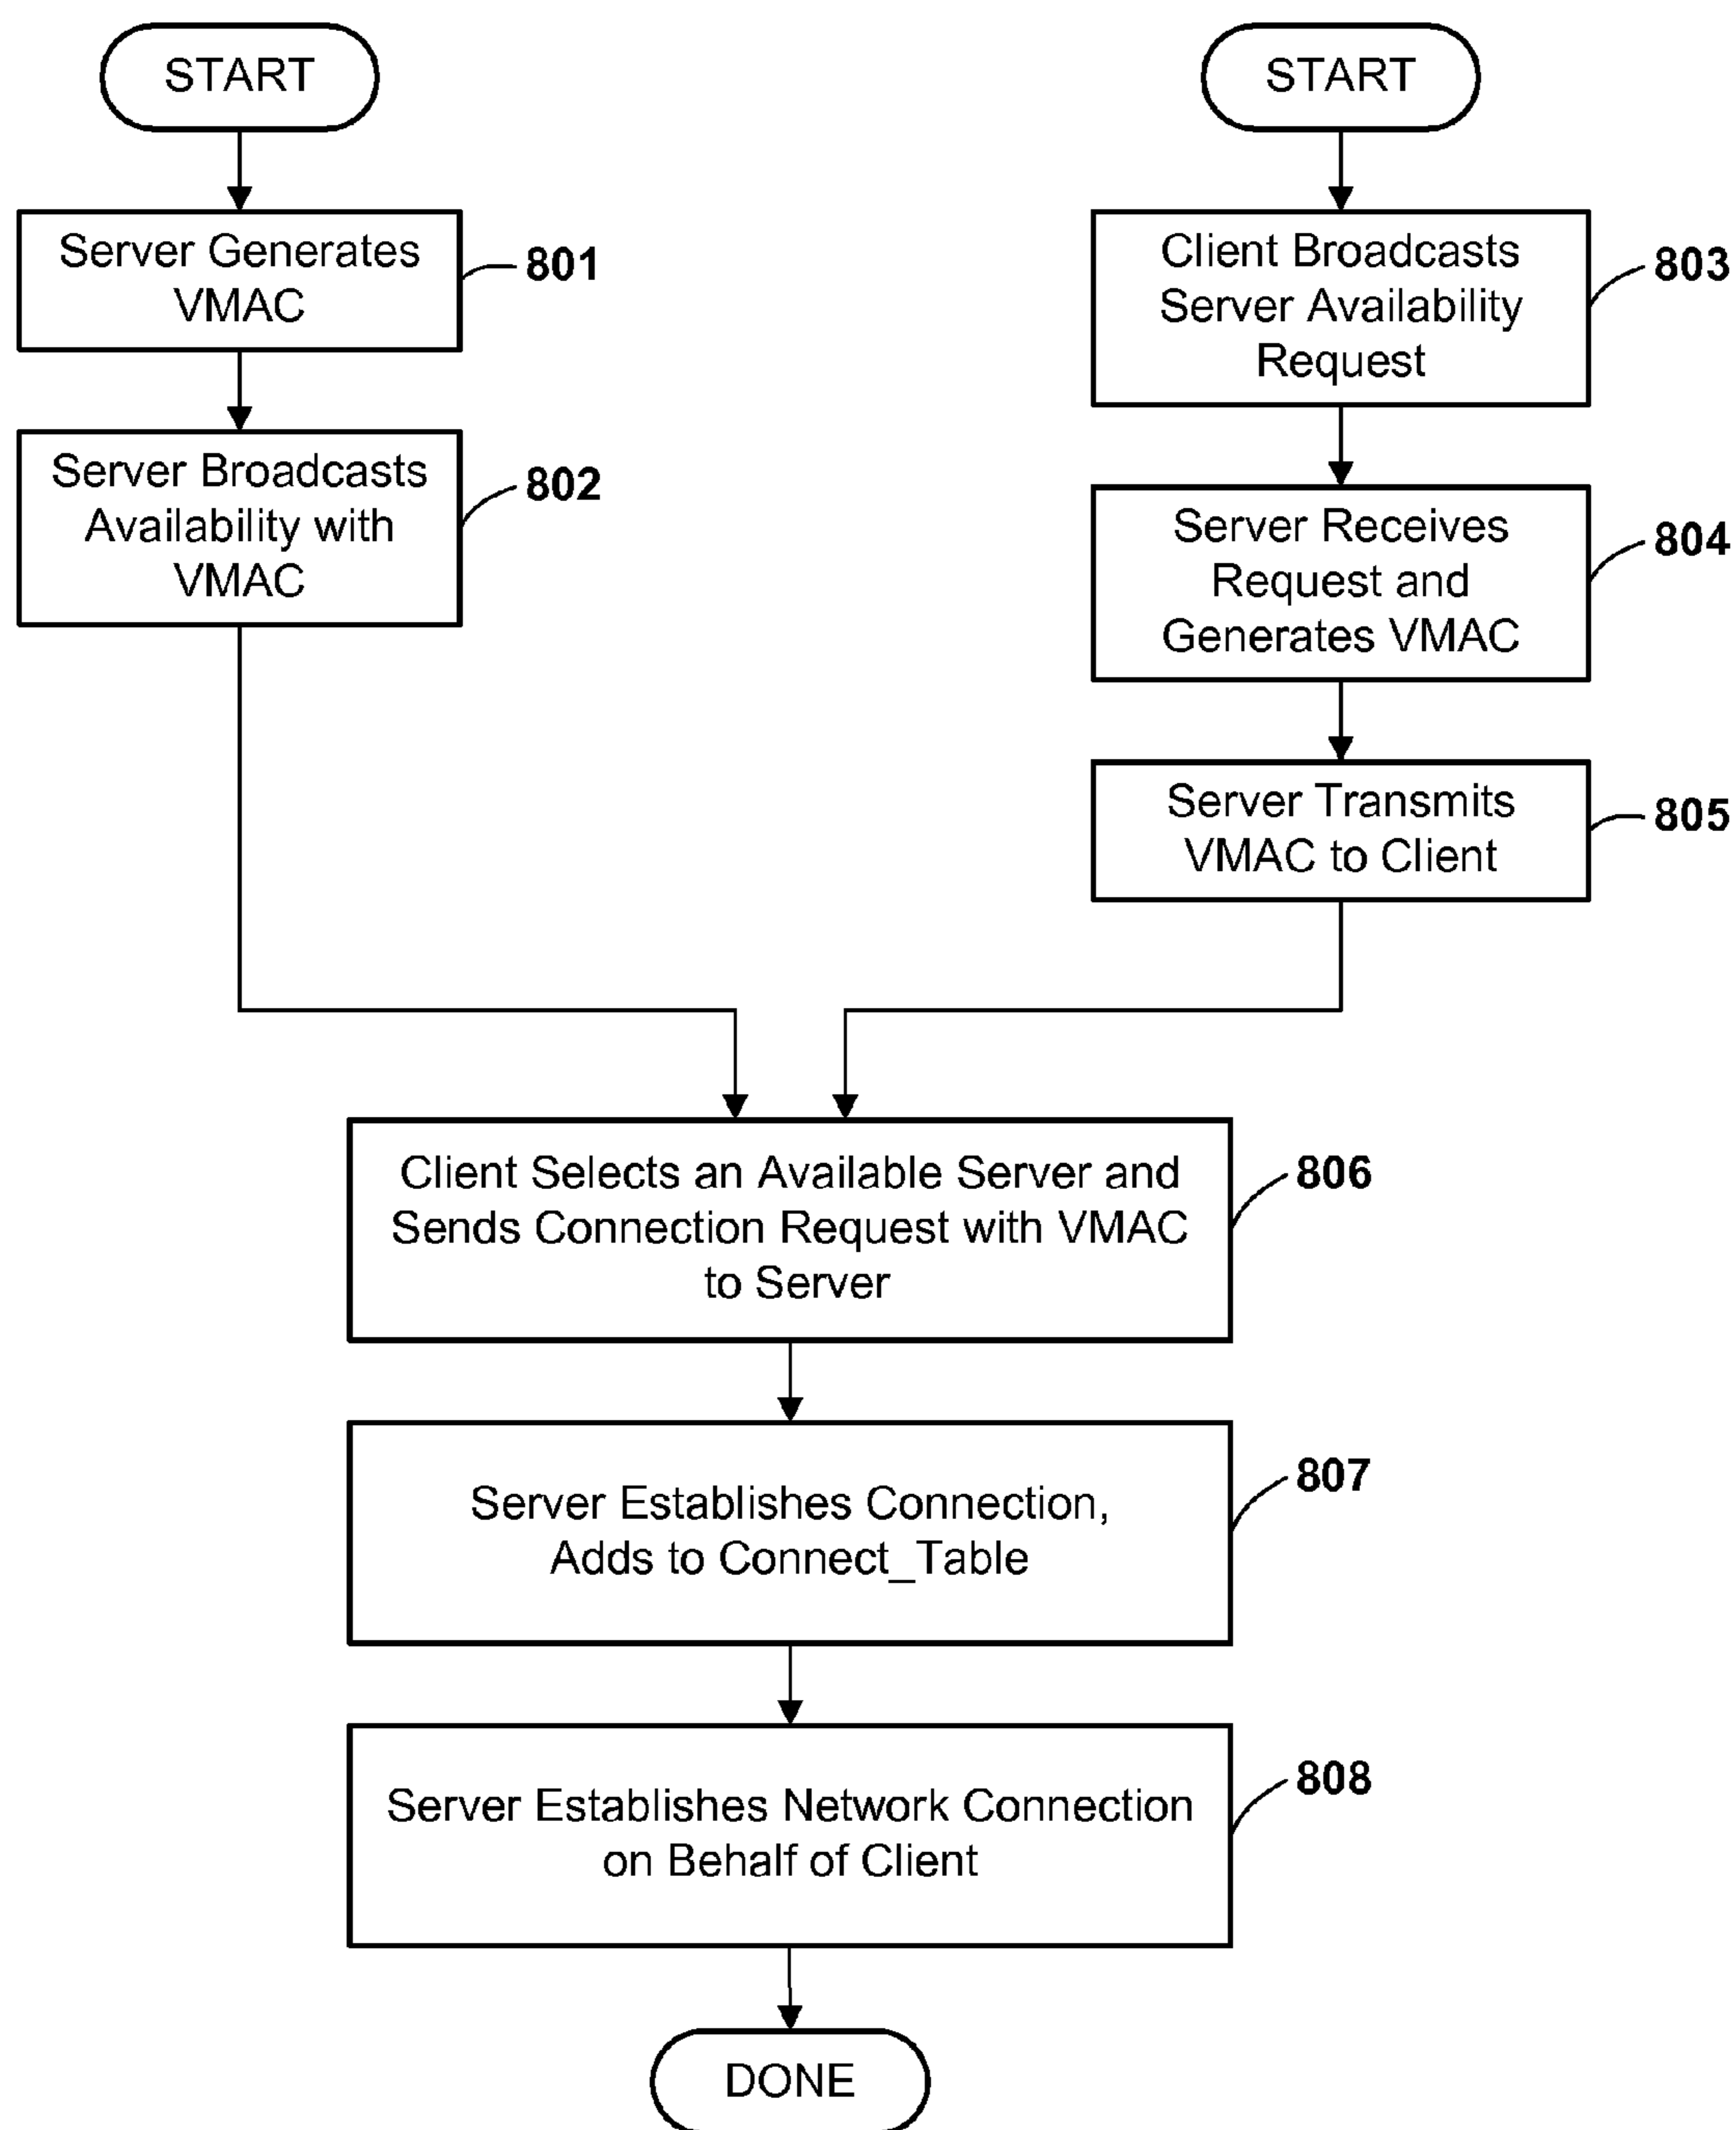 START
Server Generates
VMAC
801
Server Broadcasts
Availability with
VMAC
802
START
Client Broadcasts
Server Availability
Request
803
Server Receives
Request and
Generates VMAC
804
Server Transmits
VMAC to Client
805
Client Selects an Available Server and
Sends Connection Request with VMAC
to Server
806
Server Establishes Connection,
Adds to Connect_Table
807
Server Establishes Network Connection
on Behalf of Client
808
DONE